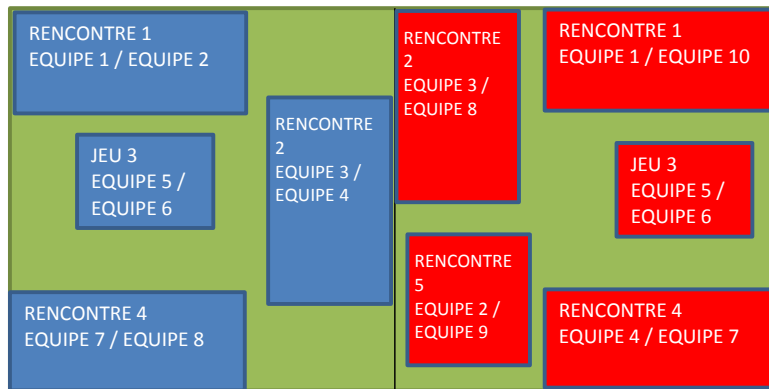 RENCONTRE 1
EQUIPE 1 / EQUIPE 2
JEU 3
EQUIPE 5 /
EQUIPE 6
RENCONTRE
2
EQUIPE 3 /
EQUIPE 4
RENCONTRE 4
EQUIPE 7 / EQUIPE 8
RENCONTRE
2
EQUIPE 3 /
EQUIPE 8
RENCONTRE 1
EQUIPE 1 / EQUIPE 10
JEU 3
EQUIPE 5 /
EQUIPE 6
RENCONTRE
5
EQUIPE 2 /
EQUIPE 9
RENCONTRE 4
EQUIPE 4 / EQUIPE 7